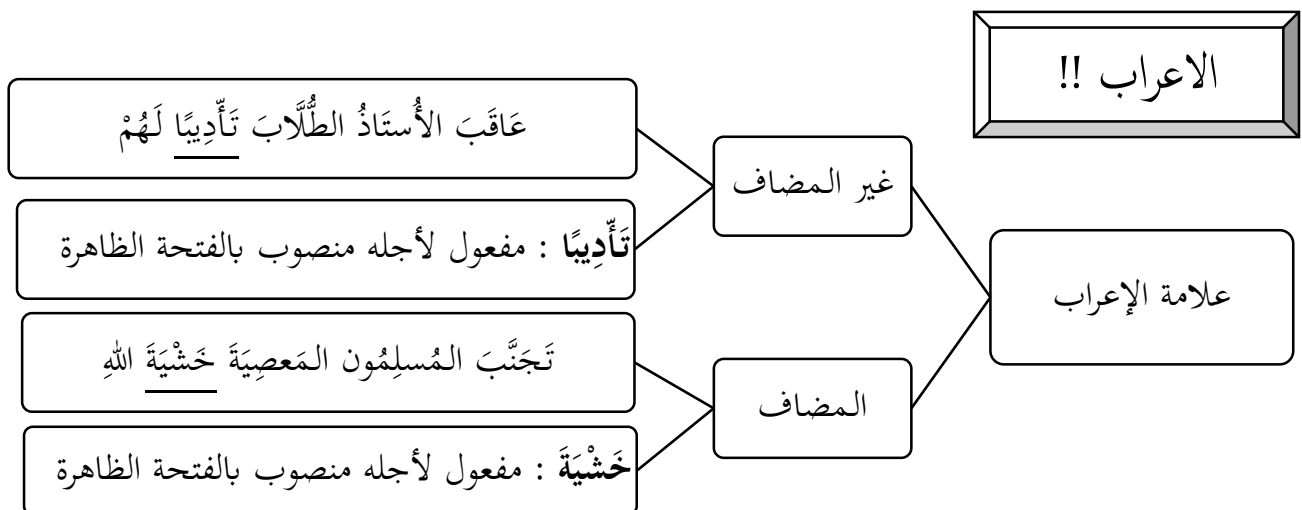 الاعراب !!
علامة الإعراب
غير المضاف
عَاقَبَ الأُستَاذُ الطُّلَّابَ تَأّدِيبًا لَهُمْ
تَأّدِيبًا : مفعول لأجله منصوب بالفتحة الظاهرة
المضاف
تَجَنَّبَ المُسلِمُون المَعصِيَةَ خَشْيَةَ اللهِ
خَشْيَةَ : مفعول لأجله منصوب بالفتحة الظاهرة